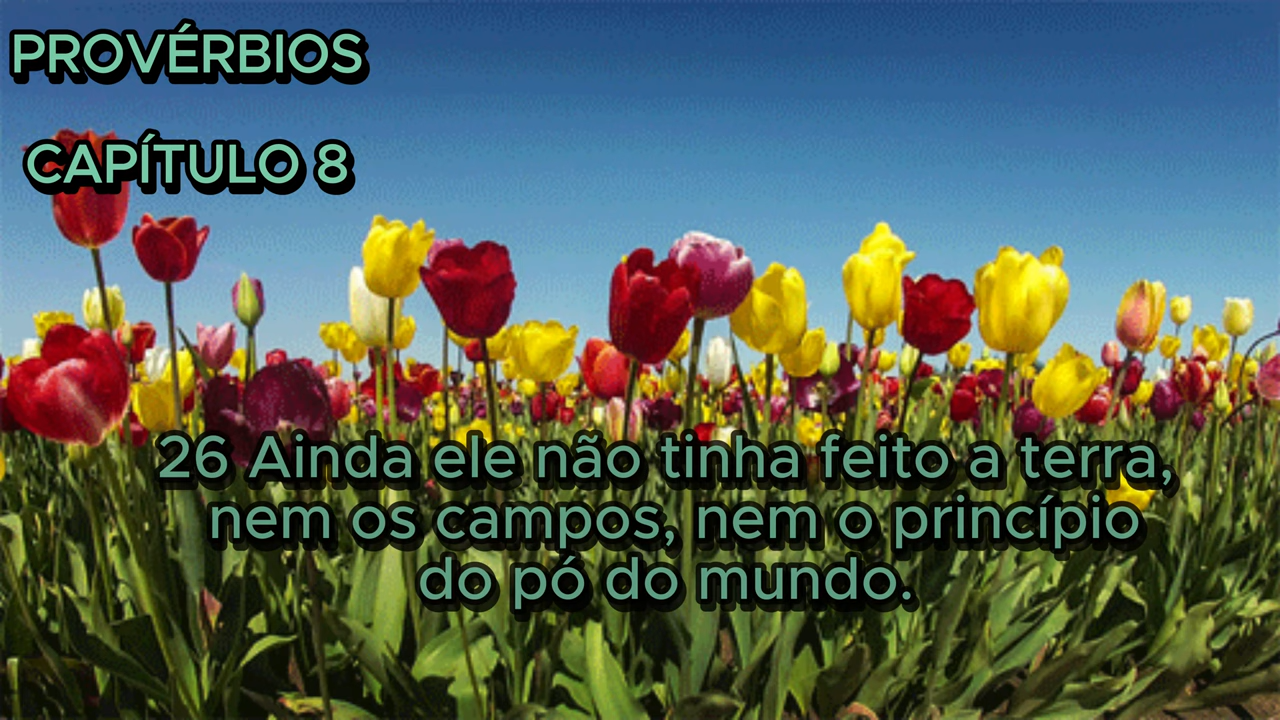 PROVÉRBIOS
CAPÍTULO 8
26 Ainda ele não tinha feito a terra,
nem os campos, nem o princípio
do pó do mundo.